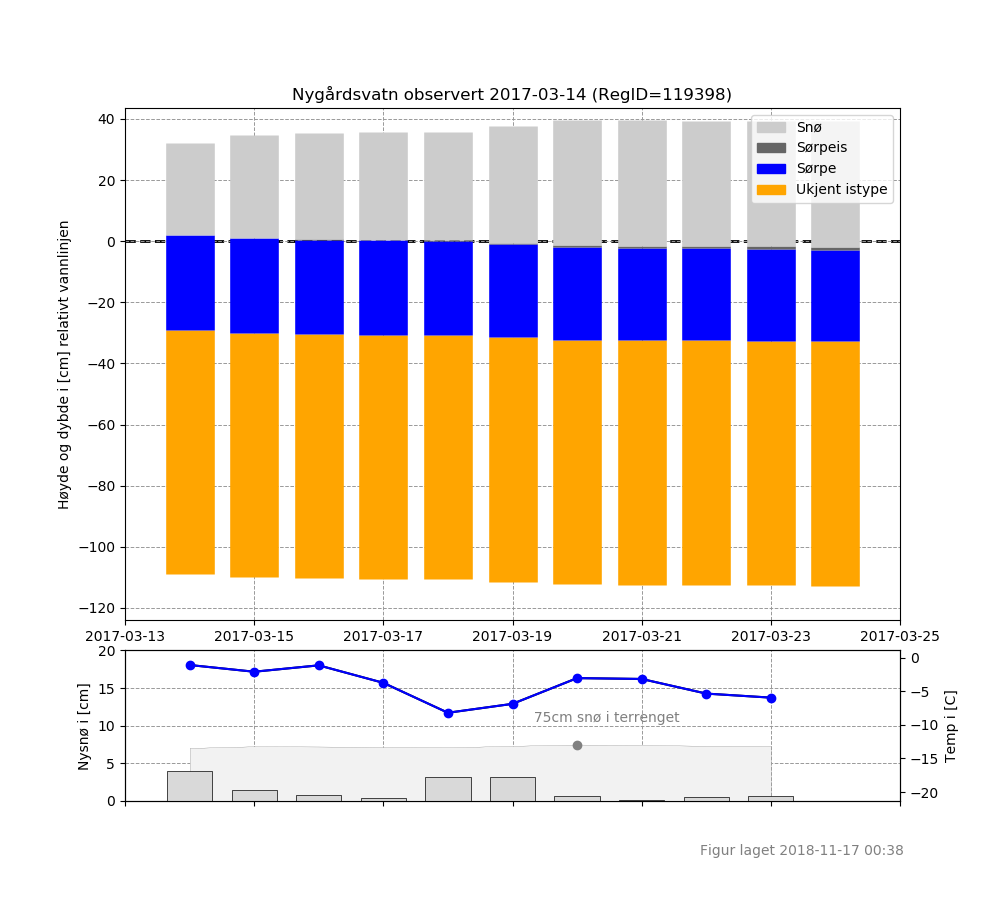 Nygårdsvatn observert 2017-03-14 (RegID=119398)
Høyde og dybde i [cm] relativt vannlinjen
40
20
0
−20
−40
−60
−80
−100
−120
Snø
Sørpeis
Sørpe
Ukjent istype
2017-03-13 2017-03-15 2017-03-17 2017-03-19 2017-03-21 2017-03-23 2017-03-25
Nysnø i [cm]
20
15
10
5
0
75cm snø i terrenget
0
−5
−10
−15
−20
Temp i [C]
Figur laget 2018-11-17 00:38